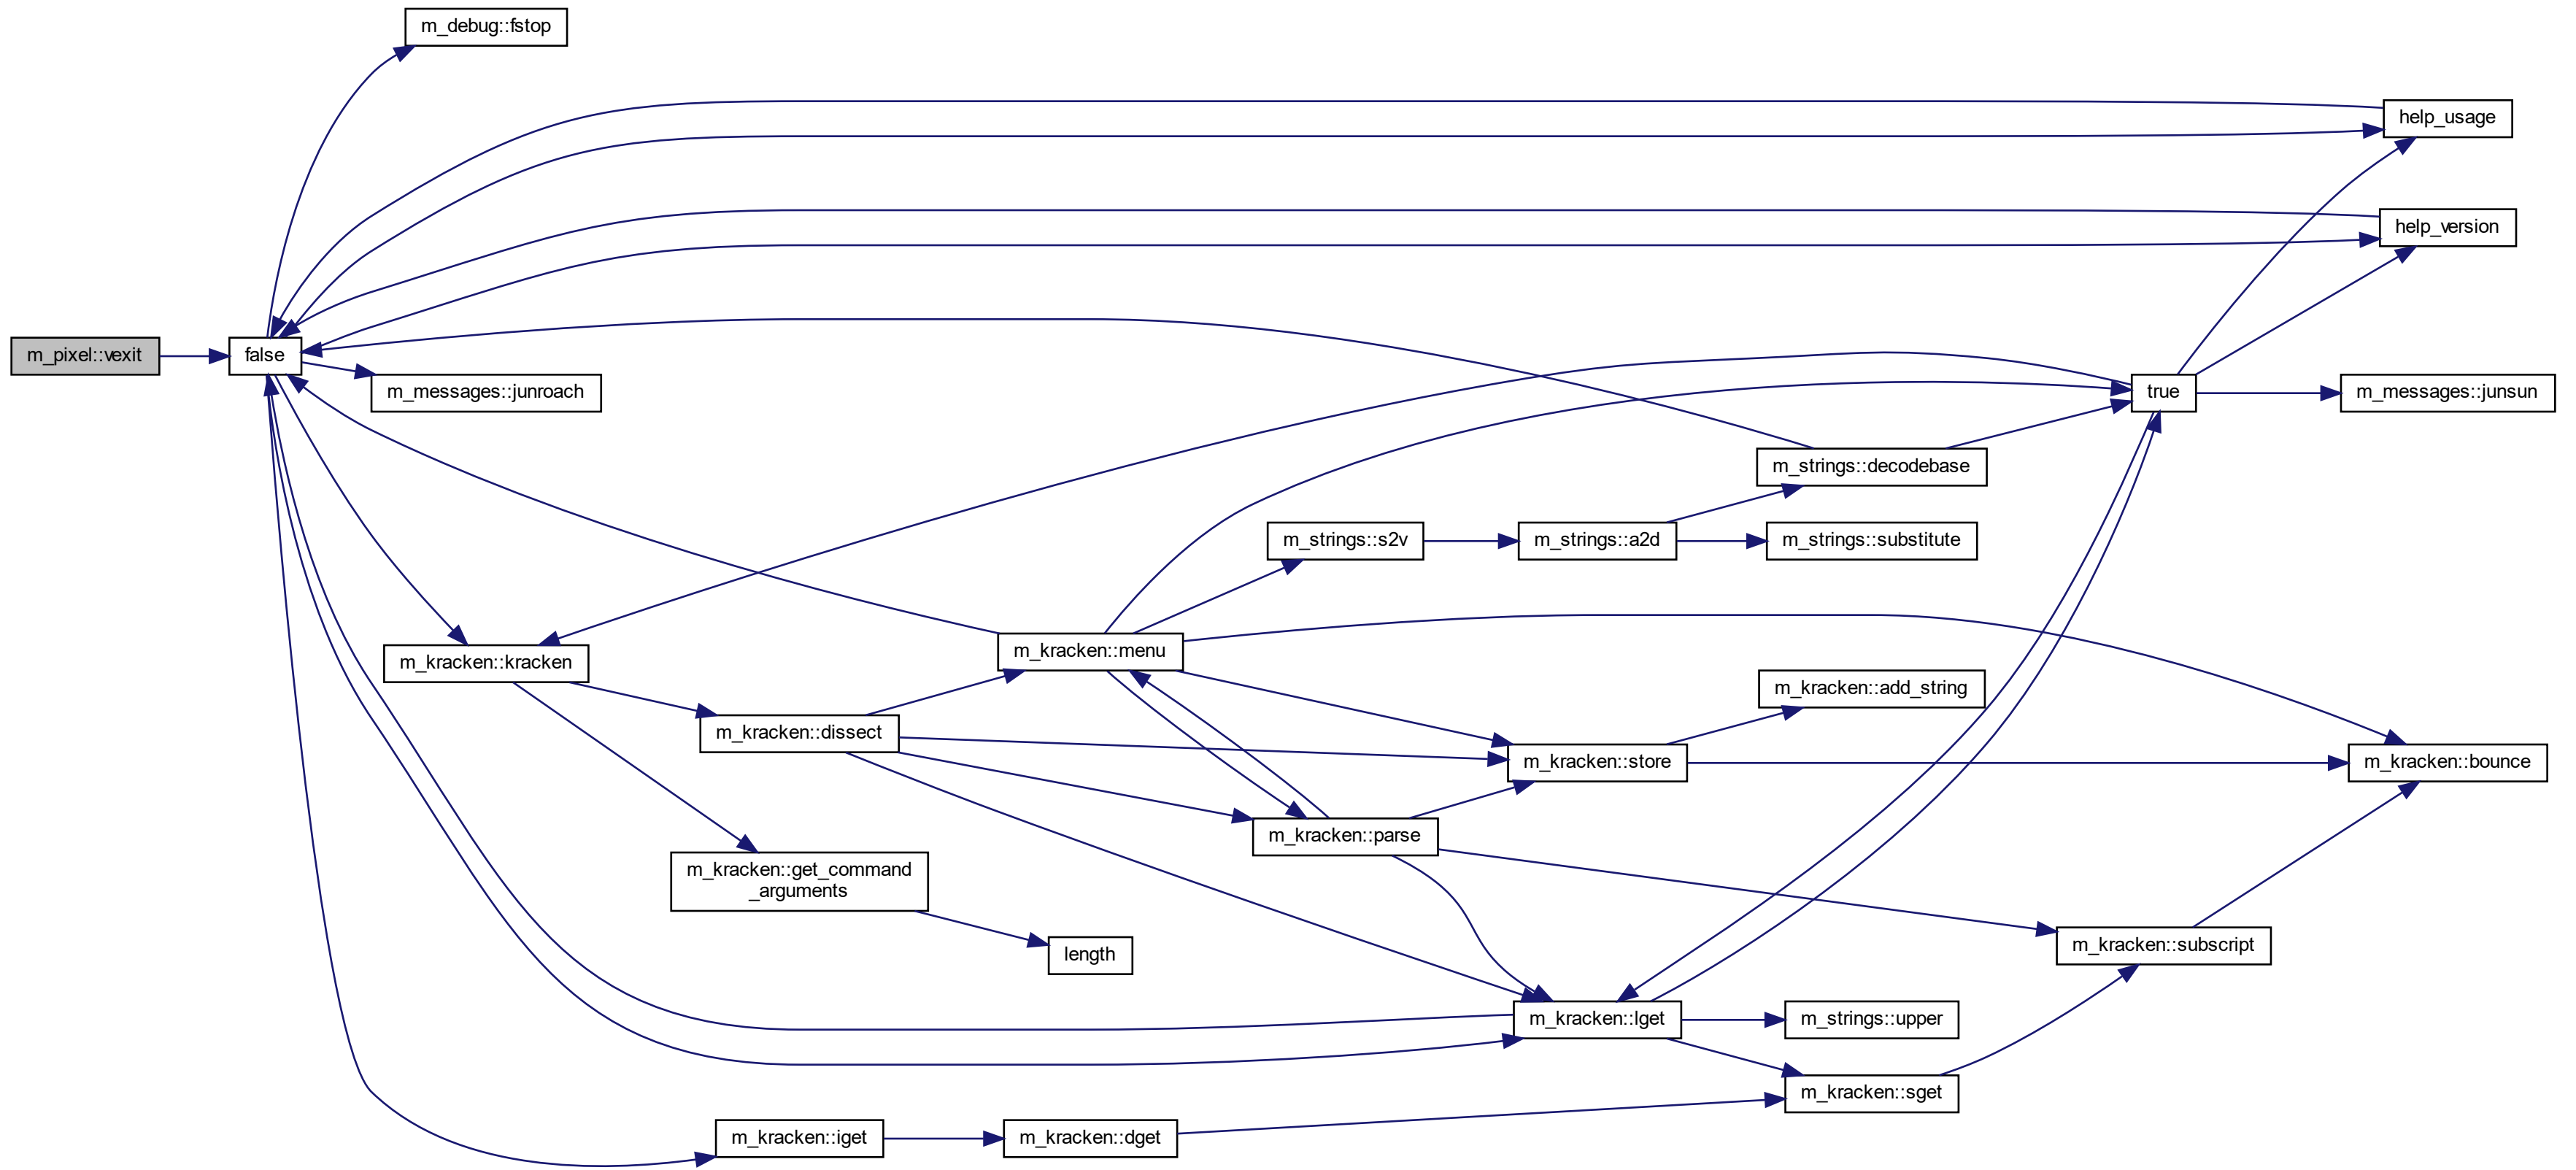 m_debug::fstop
help_usage
help_version
m_pixel::vexit
false
m_messages::junroach
true
m_messages::junsun
m_strings::decodebase
m_strings::s2v
m_strings::a2d
m_strings::substitute
m_kracken::kracken
m_kracken::menu
m_kracken::add_string
m_kracken::dissect
m_kracken::store
m_kracken::bounce
m_kracken::parse
m_kracken::get_command
_arguments
length
m_kracken::subscript
m_kracken::lget
m_strings::upper
m_kracken::sget
m_kracken::iget
m_kracken::dget